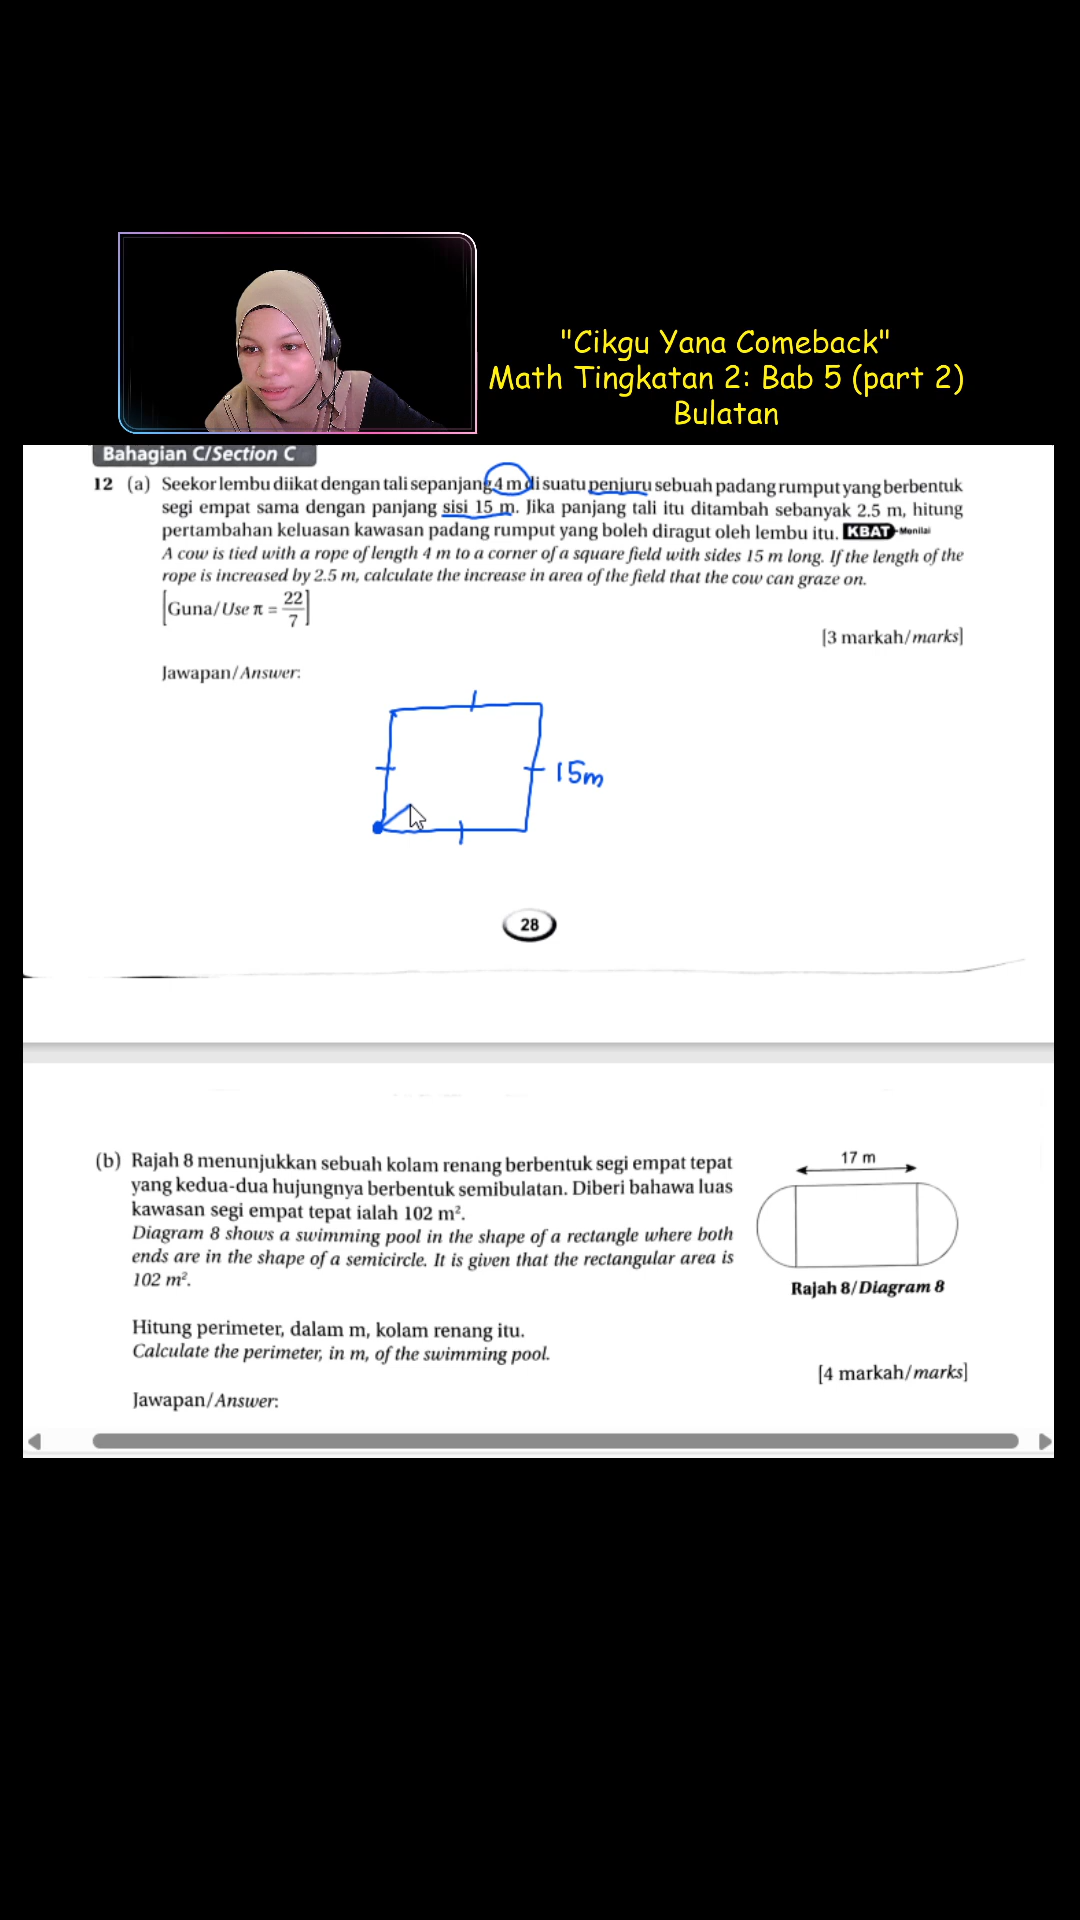 "Cikgu Yana Comeback"
Math Tingkatan 2: Bab 5 (part 2)
Bulatan
Bahagian C/Section C
12 (a) Seekor lembu diikat dengan tali sepanjang 4 m di suatu penjuru sebuah padang rumput yang berbentuk
segi empat sama dengan panjang sisi 15 m. Jika panjang tali itu ditambah sebanyak 2.5 m, hitung
pertambahan keluasan kawasan padang rumput yang boleh diragut oleh lembu itu. KBAT Menilai
A cow is tied with a rope of length 4 m to a corner of a square field with sides 15 m long. If the length of the
rope is increased by 2.5 m, calculate the increase in area of the field that the cow can graze on.
[Guna/Use π = 22/7]
[3 markah/marks]
Jawapan/Answer:
15m
28
(b) Rajah 8 menunjukkan sebuah kolam renang berbentuk segi empat tepat
yang kedua-dua hujungnya berbentuk semibulatan. Diberi bahawa luas
kawasan segi empat tepat ialah 102 m².
Diagram 8 shows a swimming pool in the shape of a rectangle where both
ends are in the shape of a semicircle. It is given that the rectangular area is
102 m².
17 m
Rajah 8/Diagram 8
Hitung perimeter, dalam m, kolam renang itu.
Calculate the perimeter, in m, of the swimming pool.
[4 markah/marks]
Jawapan/Answer: